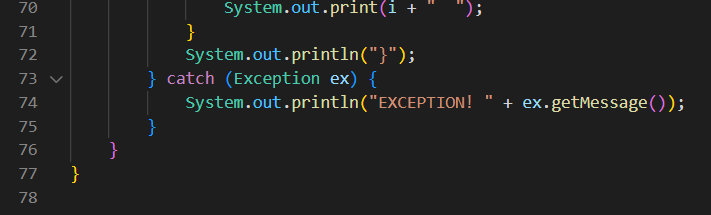 70 System.out.print(i + "  ");
71 }
72 System.out.println("}");
73 } catch (Exception ex) {
74 System.out.println("EXCEPTION! " + ex.getMessage());
75 }
76 }
77 }
78